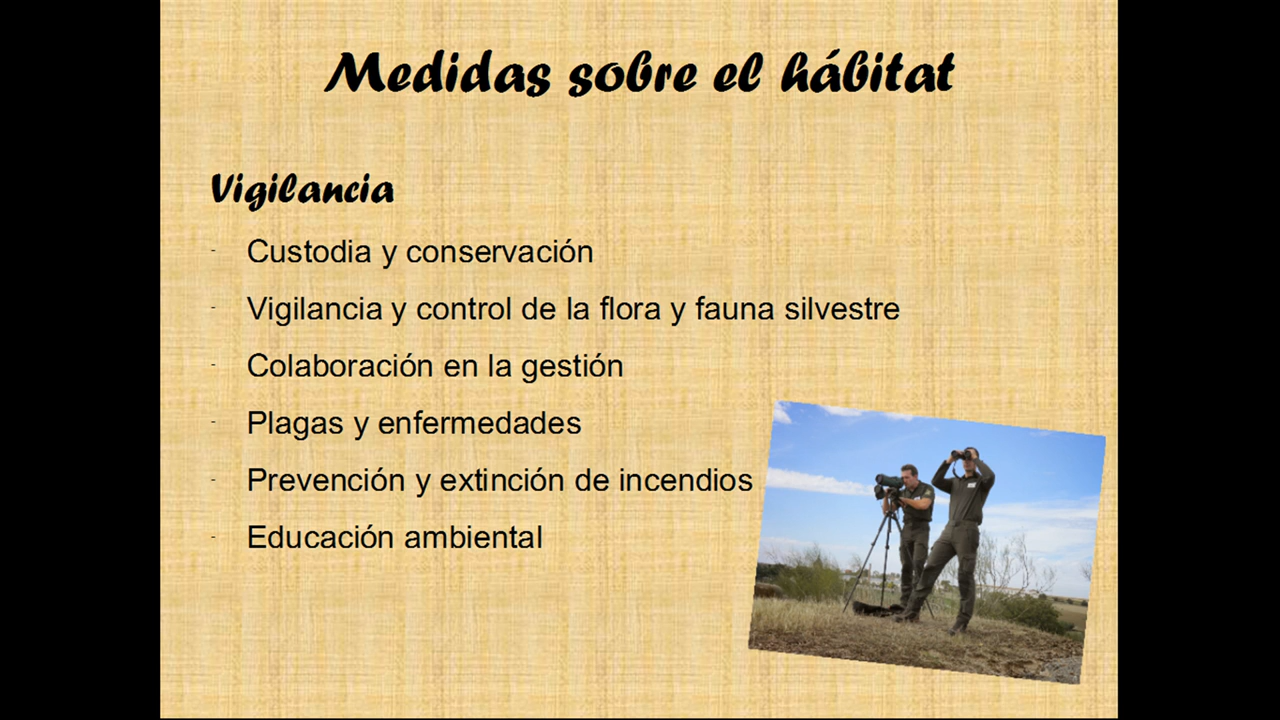 Medidas sobre el hábitat
Vigilancia
- Custodia y conservación
- Vigilancia y control de la flora y fauna silvestre
- Colaboración en la gestión
- Plagas y enfermedades
- Prevención y extinción de incendios
- Educación ambiental